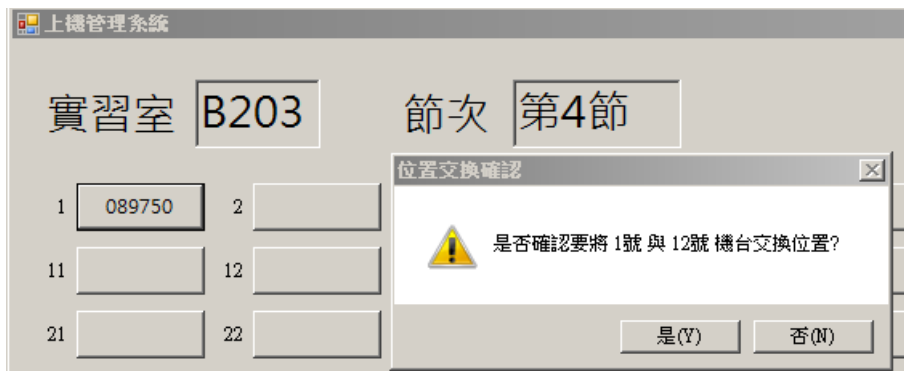 上機管理系統
實習室 B203 節次 第4節
位置交換確認
1 089750 2
是否確認要將 1號 與 12號 機台交換位置?
11 12
21 22
是(Y) 否(N)